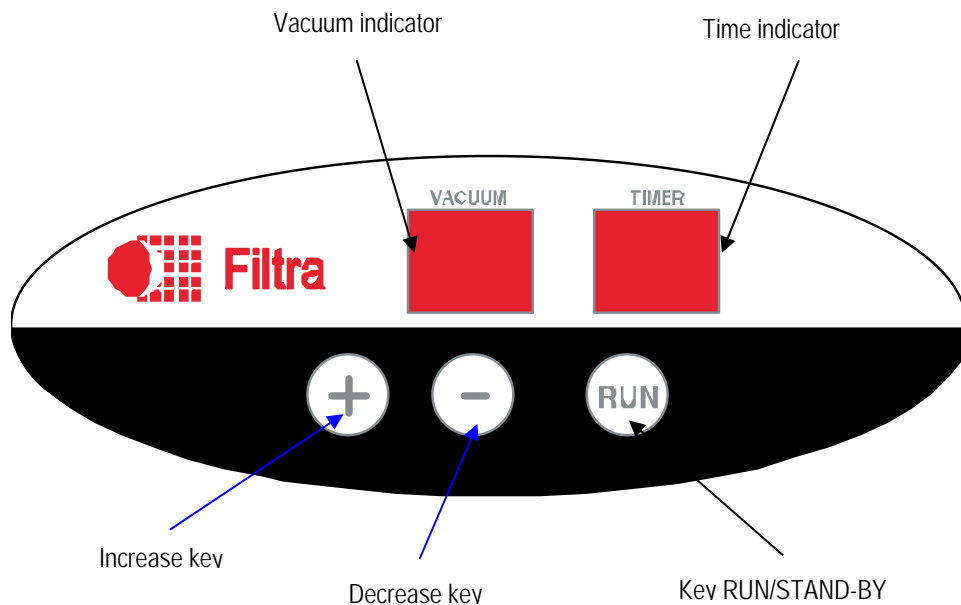 Vacuum indicator
Time indicator
VACUUM
TIMER
Filtra
+
-
RUN
Increase key
Decrease key
Key RUN/STAND-BY